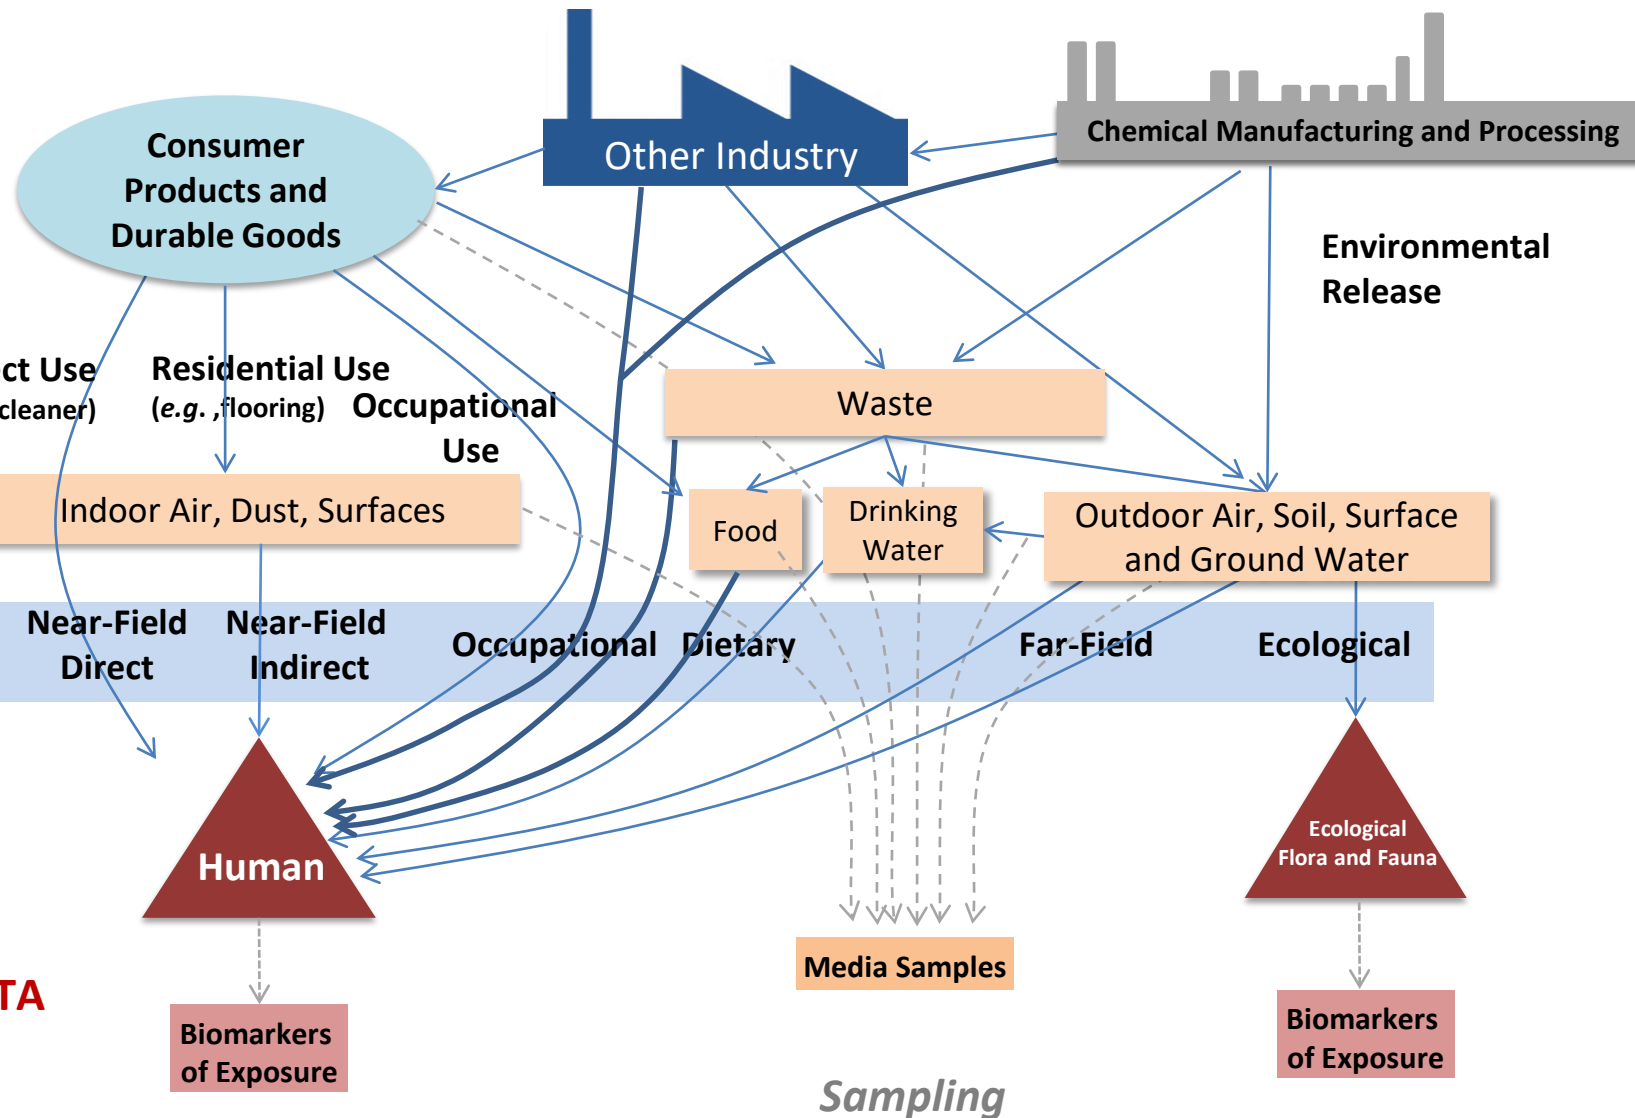 Consumer
Products and
Durable Goods
Other Industry
Chemical Manufacturing and Processing
Environmental
Release
ct Use
cleaner)
Residential Use
(e.g. ,flooring)
Occupational
Use
Waste
Indoor Air, Dust, Surfaces
Food
Drinking
Water
Outdoor Air, Soil, Surface
and Ground Water
Near-Field
Direct
Near-Field
Indirect
Occupational
Dietary
Far-Field
Ecological
Human
Ecological
Flora and Fauna
Media Samples
TA
Biomarkers
of Exposure
Biomarkers
of Exposure
Sampling